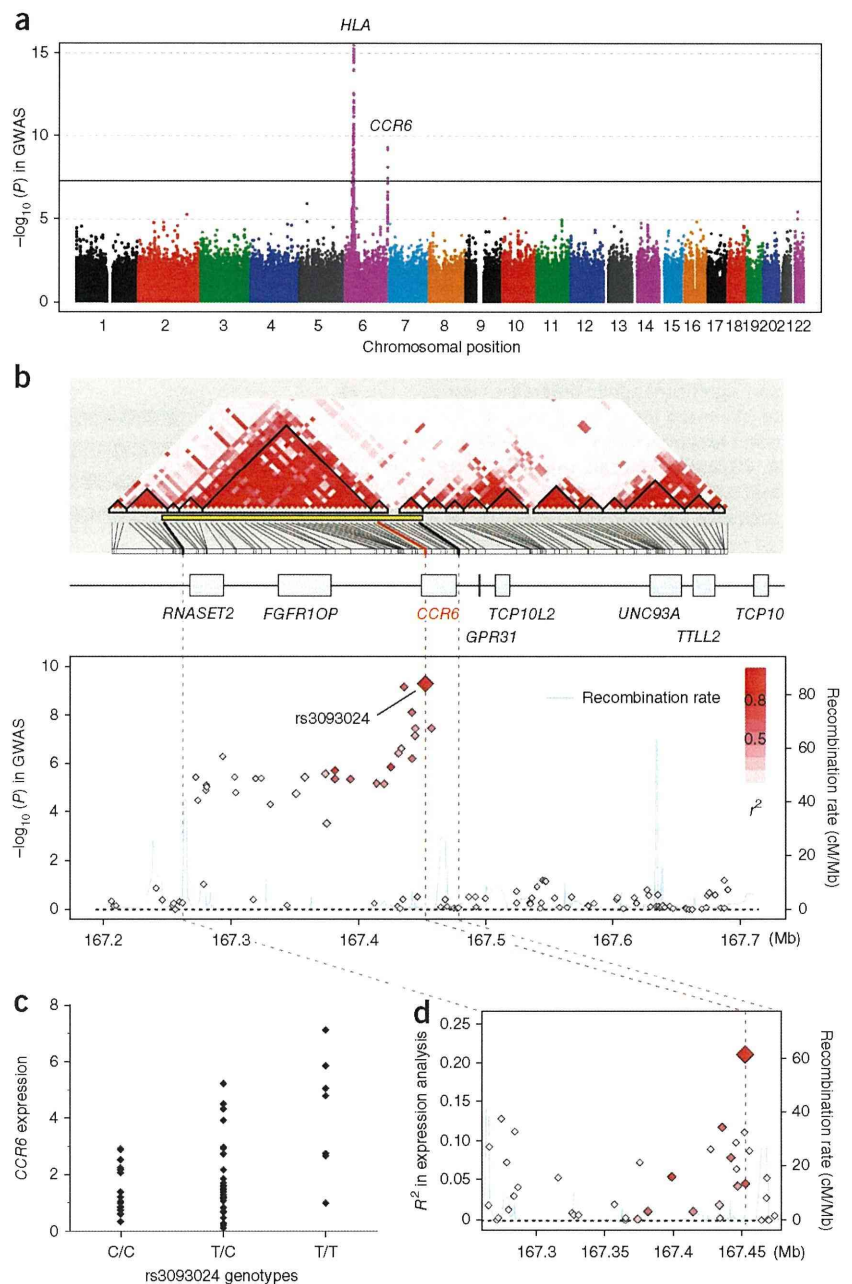 a
HLA
CCR6
15
10
5
0
−log₁₀ (P) in GWAS
1 2 3 4 5 6 7 8 9 10 11 12 13 14 15 16 17 18 19 20 21 22
Chromosomal position
b
RNASET2 FGFR1OP CCR6 TCP10L2 UNC93A TCP10
GPR31 TTLL2
10
8
6
4
2
0
−log₁₀ (P) in GWAS
rs3093024
Recombination rate
0.8
0.5
r²
80
60
40
20
0
Recombination rate (cM/Mb)
167.2 167.3 167.4 167.5 167.6 167.7 (Mb)
c
8
6
4
2
0
CCR6 expression
C/C T/C T/T
rs3093024 genotypes
d
0.25
0.20
0.15
0.10
0.05
0
R² in expression analysis
60
40
20
0
Recombination rate (cM/Mb)
167.3 167.35 167.4 167.45 (Mb)